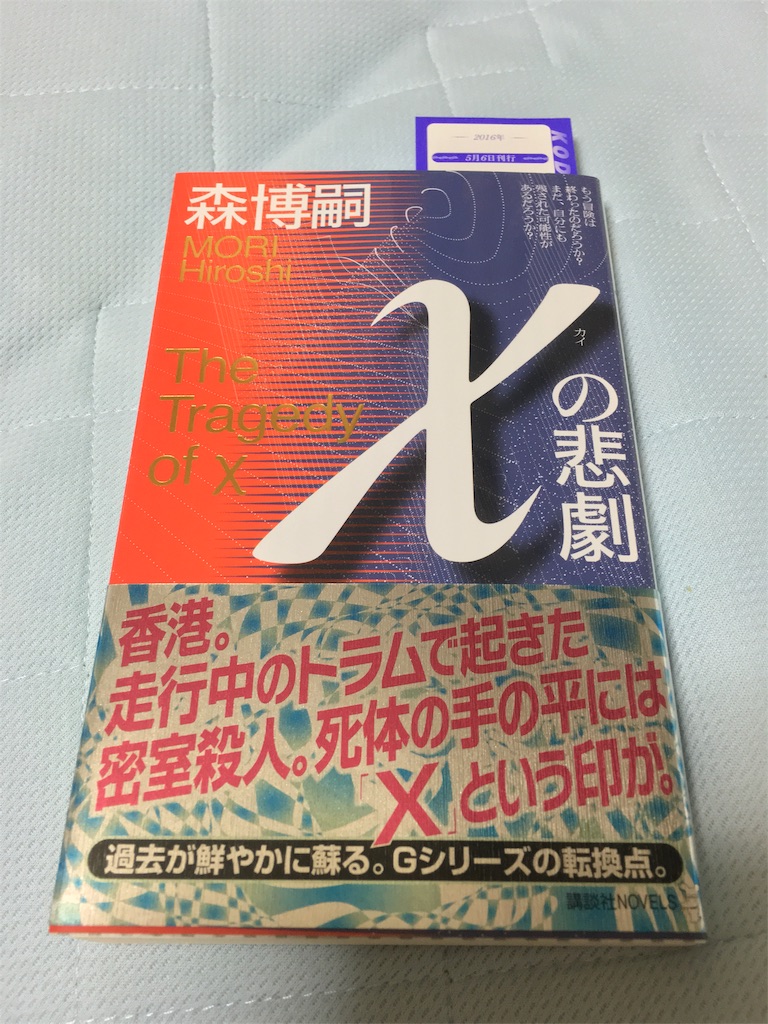 2016年
5月6日刊行
KOD
森博嗣
MORI
Hiroshi
もう冒険は
終わったのだろうか?
まだ、自分にも
残された可能性が
あるだろうか?
The
Tragedy
of χ
χの悲劇
カイ
香港。
走行中のトラムで起きた
密室殺人。死体の手の平には
「X」という印が。
過去が鮮やかに蘇る。Gシリーズの転換点。
講談社NOVELS